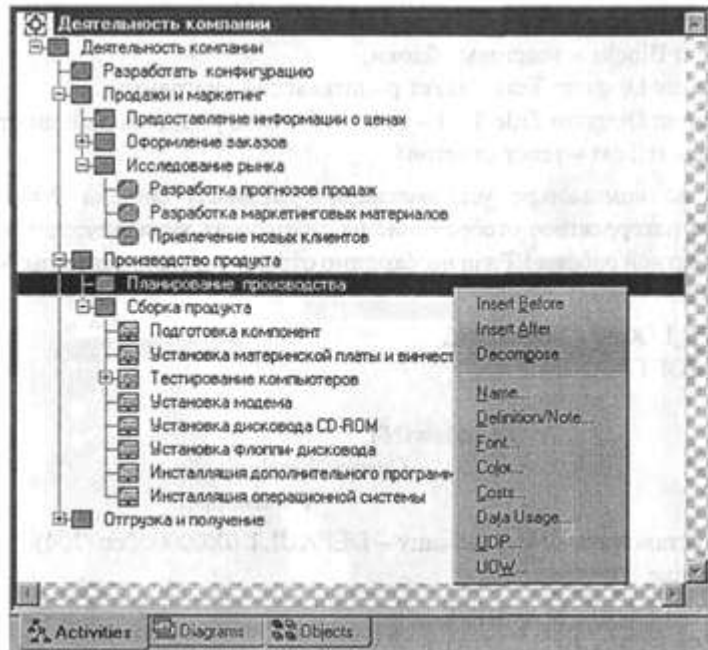 Деятельность компании
Деятельность компании
Разработать конфигурацию
Продажи и маркетинг
Предоставление информации о ценах
Оформление заказов
Исследование рынка
Разработка прогнозов продаж
Разработка маркетинговых материалов
Привлечение новых клиентов
Производство продукта
Планирование производства
Сборка продукта
Подготовка компонент
Установка материнской платы и винчест
Тестирование компьютеров
Установка модема
Установка дисковода CD-ROM
Установка флоппи- дисковода
Инсталляция дополнительного програм
Инсталляция операционной системы
Отгрузка и получение
Insert Before
Insert After
Decompose
Name...
Definition/Note...
Font...
Color...
Costs...
Data Usage...
UDP...
UOW...
Activities
Diagrams
Objects